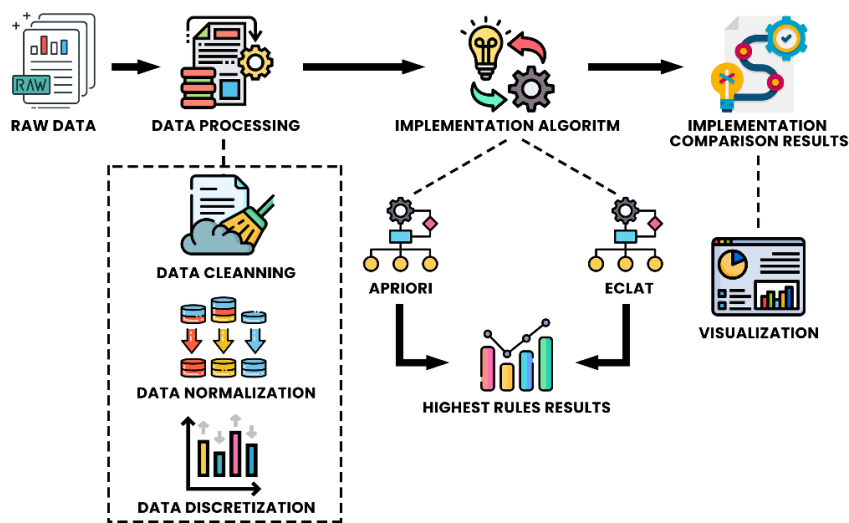 RAW
RAW DATA
DATA PROCESSING
IMPLEMENTATION ALGORITM
IMPLEMENTATION
COMPARISON RESULTS
DATA CLEANNING
DATA NORMALIZATION
DATA DISCRETIZATION
APRIORI
ECLAT
HIGHEST RULES RESULTS
VISUALIZATION